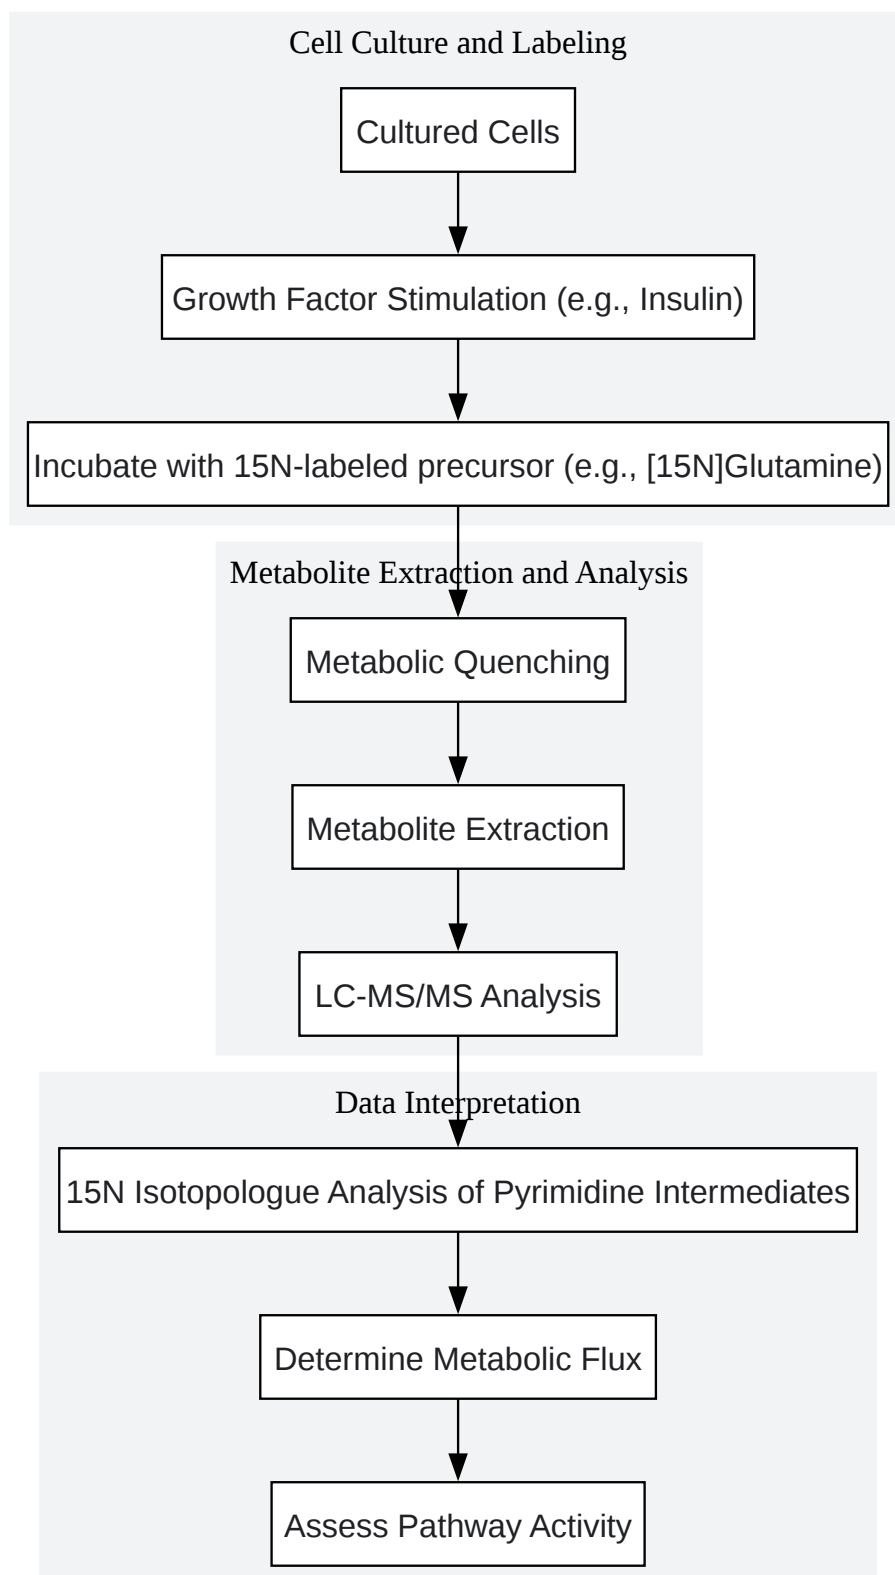 Cell Culture and Labeling
Cultured Cells
Growth Factor Stimulation (e.g., Insulin)
Incubate with 15N-labeled precursor (e.g., [15N]Glutamine)
Metabolite Extraction and Analysis
Metabolic Quenching
Metabolite Extraction
LC-MS/MS Analysis
Data Interpretation
15N Isotopologue Analysis of Pyrimidine Intermediates
Determine Metabolic Flux
Assess Pathway Activity